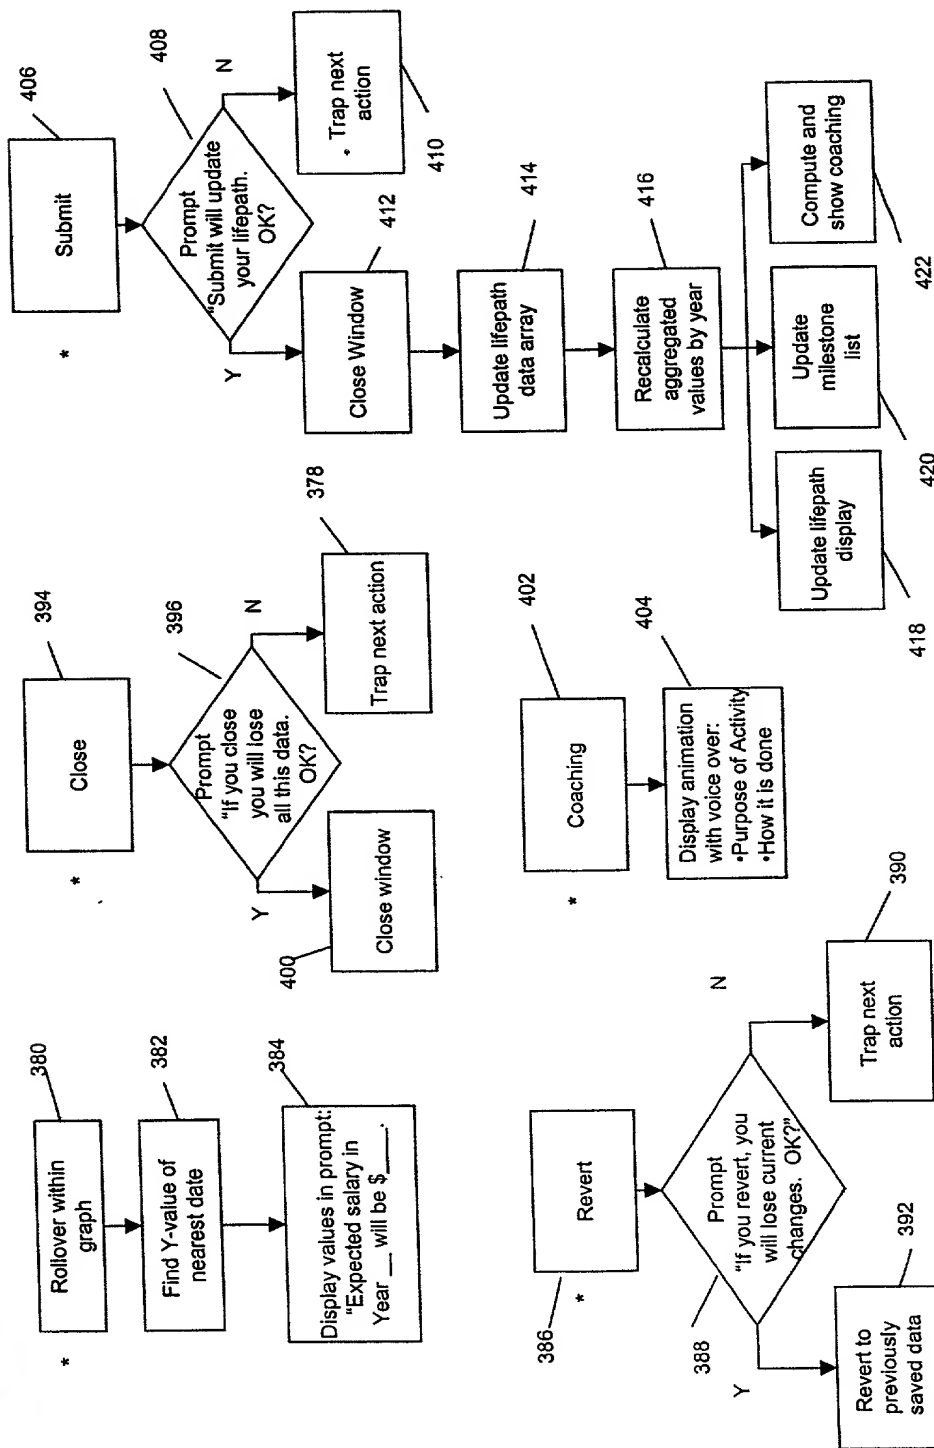 *
380
Rollover within
graph
382
Find Y-value of
nearest date
384
Display values in prompt:
“Expected salary in
Year __ will be $____.
*
394
Close
396
Prompt
“If you close
you will lose
all this data.
OK?
Y
N
400
Close window
378
Trap next action
*
406
Submit
408
Prompt
“Submit will update
your lifepath.
OK?
Y
N
412
Close Window
Trap next
action
410
414
Update lifepath
data array
416
Recalculate
aggregated
values by year
Update lifepath
display
418
Update
milestone
list
420
Compute and
show coaching
422
386
*
Revert
388
Prompt
“If you revert, you
will lose current
changes. OK?”
Y
N
392
Revert to
previously
saved data
390
Trap next
action
*
402
Coaching
404
Display animation
with voice over:
•Purpose of Activity
•How it is done